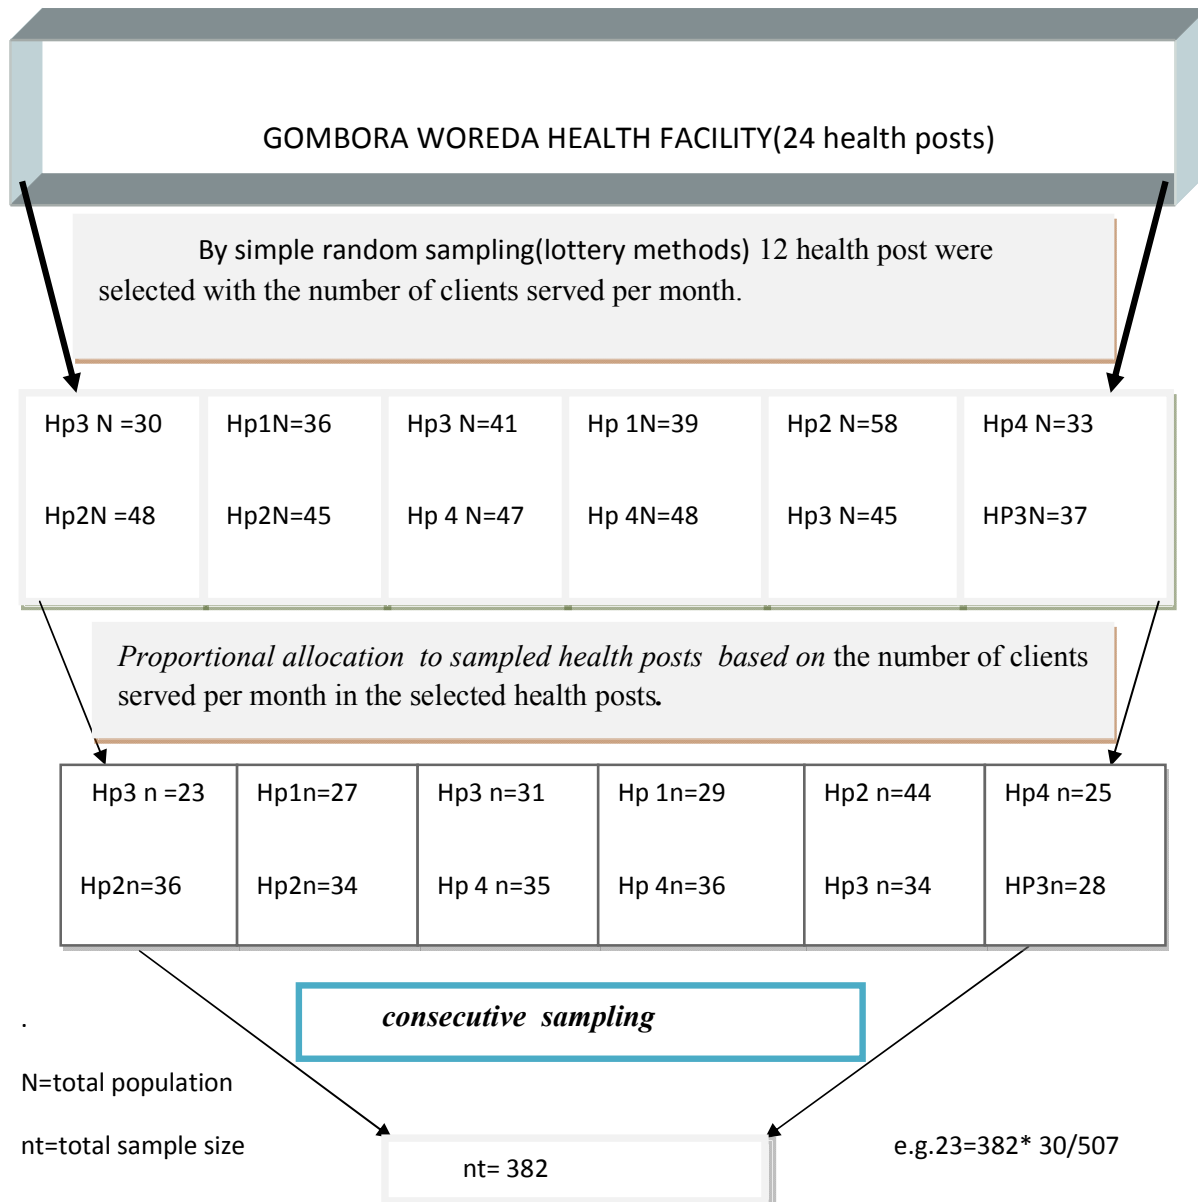 GOMBORA WOREDA HEALTH FACILITY(24 health posts)
By simple random sampling(lottery methods) 12 health post were
selected with the number of clients served per month.
Hp3 N =30 Hp1N=36 Hp3 N=41 Hp 1N=39 Hp2 N=58 Hp4 N=33
Hp2N =48 Hp2N=45 Hp 4 N=47 Hp 4N=48 Hp3 N=45 HP3N=37
Proportional allocation to sampled health posts based on the number of clients
served per month in the selected health posts.
Hp3 n =23 Hp1n=27 Hp3 n=31 Hp 1n=29 Hp2 n=44 Hp4 n=25
Hp2n=36 Hp2n=34 Hp 4 n=35 Hp 4n=36 Hp3 n=34 HP3n=28
consecutive sampling
.
N=total population
nt=total sample size
nt= 382
e.g.23=382* 30/507